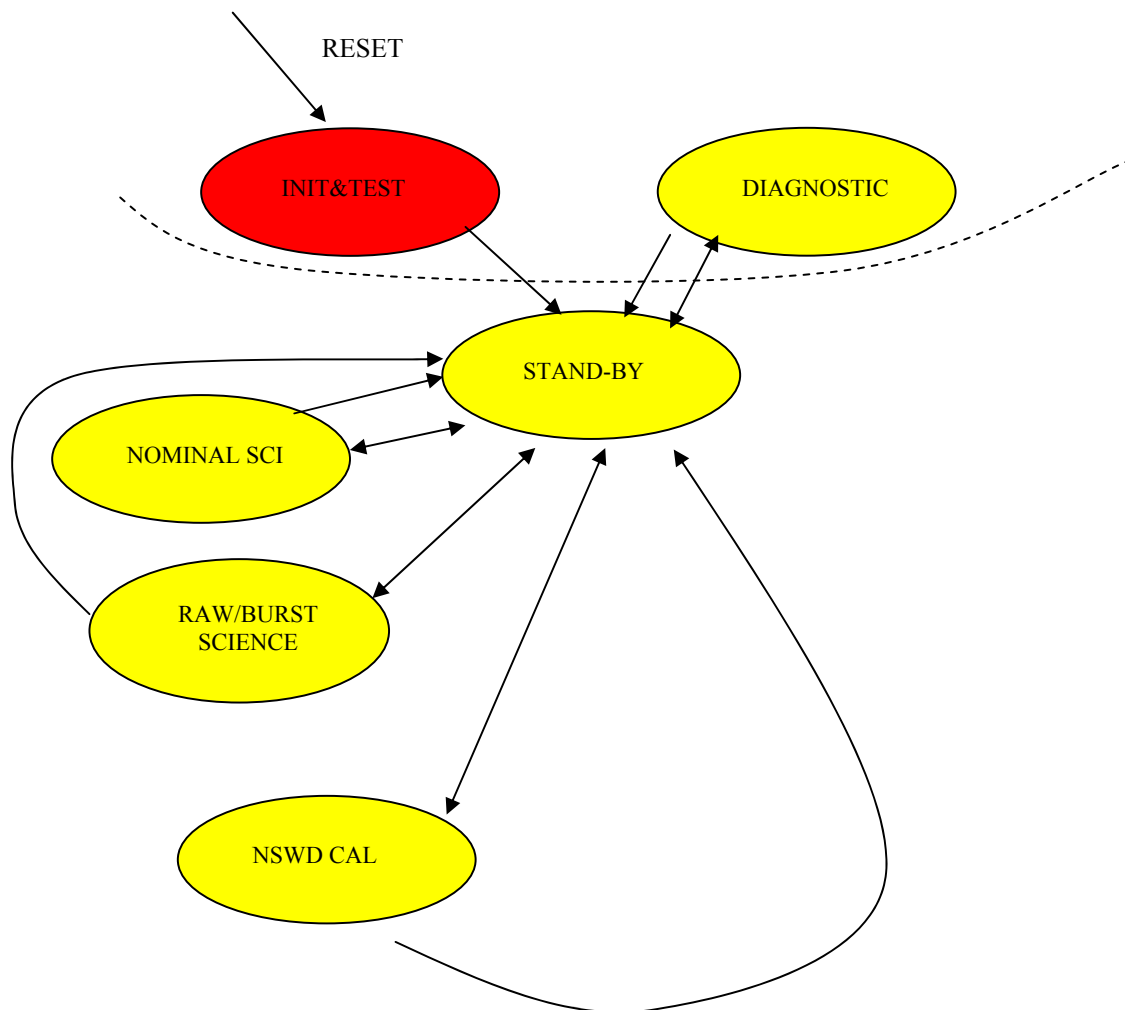 RESET
INIT&TEST
DIAGNOSTIC
STAND-BY
NOMINAL SCI
RAW/BURST
SCIENCE
NSWD CAL